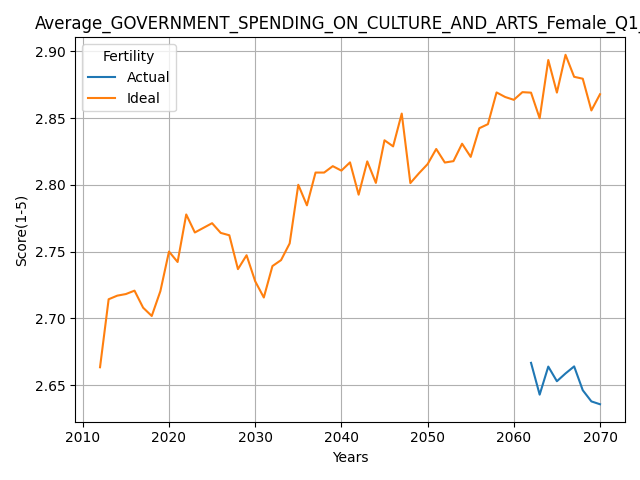 Average_GOVERNMENT_SPENDING_ON_CULTURE_AND_ARTS_Female_Q1_
Fertility
Actual
Ideal
Score(1-5)
2.90
2.85
2.80
2.75
2.70
2.65
2010 2020 2030 2040 2050 2060 2070
Years